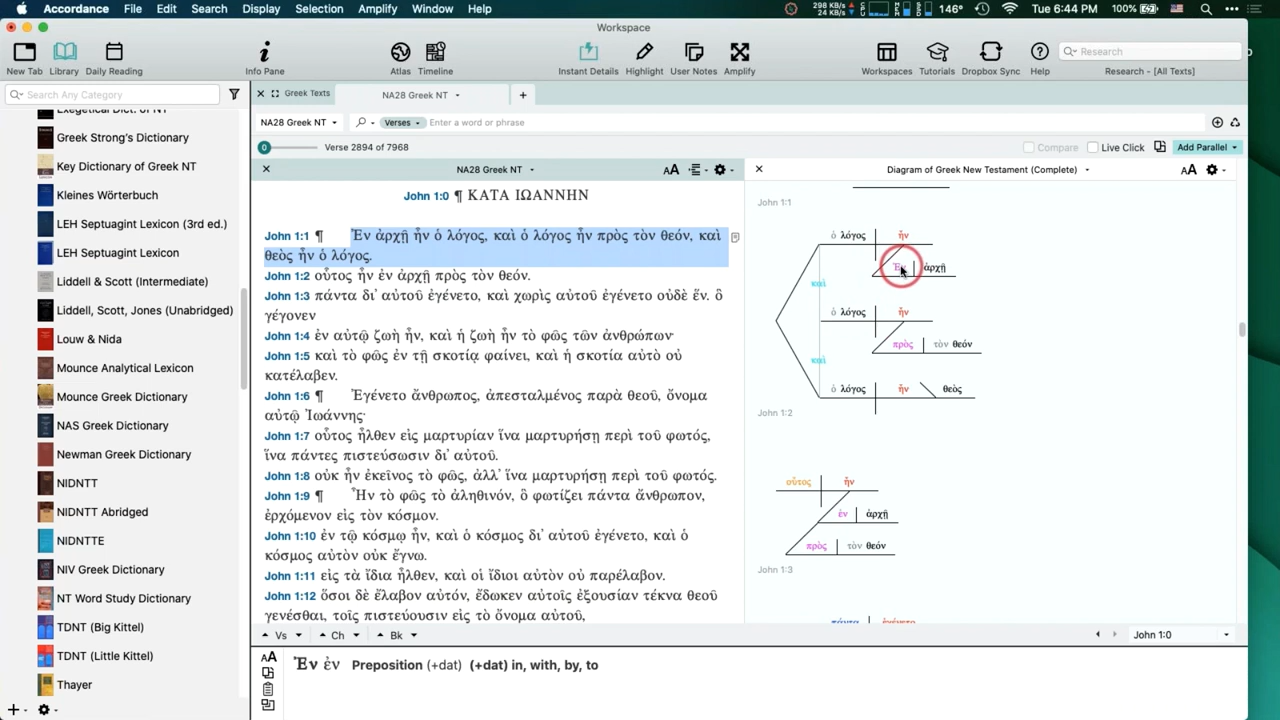 Accordance File Edit Search Display Selection Amplify Window Help 298 KB/s 4 KB/s 146° Tue 6:44 PM 100%
Workspace
New Tab Library Daily Reading Info Pane Atlas Timeline Instant Details Highlight User Notes Amplify Workspaces Tutorials Dropbox Sync Help Research
Research - [All Texts]
Search Any Category
Exegetical Dict. of NT
Greek Strong's Dictionary
Key Dictionary of Greek NT
Kleines Wörterbuch
LEH Septuagint Lexicon (3rd ed.)
LEH Septuagint Lexicon
Liddell & Scott (Intermediate)
Liddell, Scott, Jones (Unabridged)
Louw & Nida
Mounce Analytical Lexicon
Mounce Greek Dictionary
NAS Greek Dictionary
Newman Greek Dictionary
NIDNTT
NIDNTT Abridged
NIDNTTE
NIV Greek Dictionary
NT Word Study Dictionary
TDNT (Big Kittel)
TDNT (Little Kittel)
Thayer
Greek Texts NA28 Greek NT
NA28 Greek NT Verses Enter a word or phrase
0 Verse 2894 of 7968 Compare Live Click Add Parallel
NA28 Greek NT AA
John 1:0 ¶ ΚΑΤΑ ΙΩΑΝΝΗΝ
John 1:1 ¶ Ἐν ἀρχῇ ἦν ὁ λόγος, καὶ ὁ λόγος ἦν πρὸς τὸν θεόν, καὶ
θεὸς ἦν ὁ λόγος.
John 1:2 οὗτος ἦν ἐν ἀρχῇ πρὸς τὸν θεόν.
John 1:3 πάντα δι' αὐτοῦ ἐγένετο, καὶ χωρὶς αὐτοῦ ἐγένετο οὐδὲ ἕν. ὃ
γέγονεν
John 1:4 ἐν αὐτῷ ζωὴ ἦν, καὶ ἡ ζωὴ ἦν τὸ φῶς τῶν ἀνθρώπων·
John 1:5 καὶ τὸ φῶς ἐν τῇ σκοτίᾳ φαίνει, καὶ ἡ σκοτία αὐτὸ οὐ
κατέλαβεν.
John 1:6 ¶ Ἐγένετο ἄνθρωπος, ἀπεσταλμένος παρὰ θεοῦ, ὄνομα
αὐτῷ Ἰωάννης·
John 1:7 οὗτος ἦλθεν εἰς μαρτυρίαν ἵνα μαρτυρήσῃ περὶ τοῦ φωτός,
ἵνα πάντες πιστεύσωσιν δι' αὐτοῦ.
John 1:8 οὐκ ἦν ἐκεῖνος τὸ φῶς, ἀλλ' ἵνα μαρτυρήσῃ περὶ τοῦ φωτός.
John 1:9 ¶ Ἦν τὸ φῶς τὸ ἀληθινόν, ὃ φωτίζει πάντα ἄνθρωπον,
ἐρχόμενον εἰς τὸν κόσμον.
John 1:10 ἐν τῷ κόσμῳ ἦν, καὶ ὁ κόσμος δι' αὐτοῦ ἐγένετο, καὶ ὁ
κόσμος αὐτὸν οὐκ ἔγνω.
John 1:11 εἰς τὰ ἴδια ἦλθεν, καὶ οἱ ἴδιοι αὐτὸν οὐ παρέλαβον.
John 1:12 ὅσοι δὲ ἔλαβον αὐτόν, ἔδωκεν αὐτοῖς ἐξουσίαν τέκνα θεοῦ
γενέσθαι, τοῖς πιστεύουσιν εἰς τὸ ὄνομα αὐτοῦ,
Vs Ch Bk
Diagram of Greek New Testament (Complete) AA
John 1:1
ὁ λόγος ἦν
Ἐν ἀρχῇ
καὶ
ὁ λόγος ἦν
πρὸς τὸν θεόν
καὶ
ὁ λόγος ἦν θεὸς
John 1:2
οὗτος ἦν
ἐν ἀρχῇ
πρὸς τὸν θεόν
John 1:3
πάντα ἐγένετο
John 1:0
AA Ἐν ἐν Preposition (+dat) (+dat) in, with, by, to